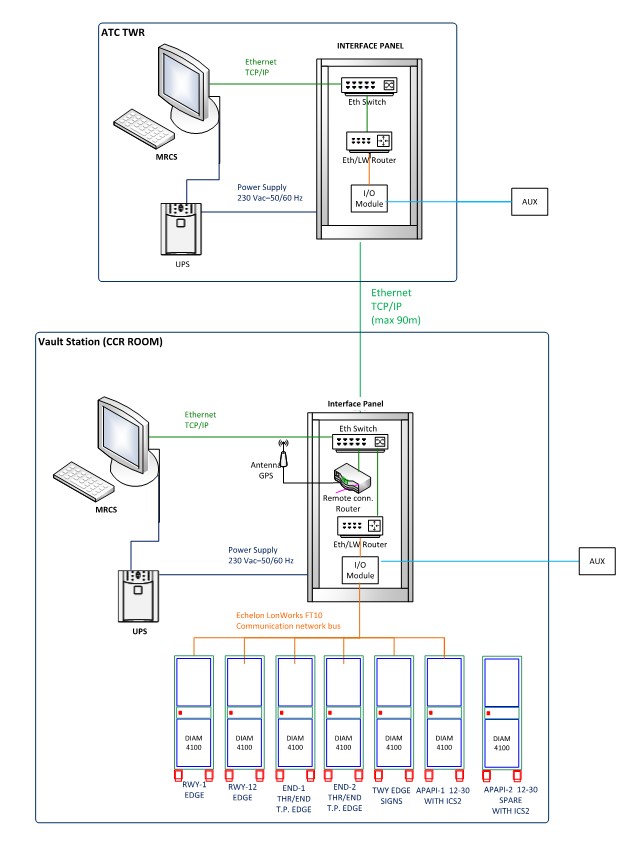 ATC TWR
INTERFACE PANEL
Ethernet
TCP/IP
Eth Switch
Eth/LW Router
MRCS
I/O
Module
AUX
Power Supply
230 Vac–50/60 Hz
UPS
Ethernet
TCP/IP
(max 90m)
Vault Station (CCR ROOM)
Interface Panel
Ethernet
TCP/IP
Eth Switch
Antenna
GPS
Remote conn.
Router
MRCS
Eth/LW Router
Power Supply
230 Vac–50/60 Hz
I/O
Module
AUX
UPS
Echelon LonWorks FT10
Communication network bus
DIAM
4100
DIAM
4100
DIAM
4100
DIAM
4100
DIAM
4100
DIAM
4100
DIAM
4100
RWY-1
EDGE
RWY-12
EDGE
END-1
THR/END
T.P. EDGE
END-2
THR/END
T.P. EDGE
TWY EDGE
SIGNS
APAPI-1 12-30
WITH ICS2
APAPI-2 12-30
SPARE
WITH ICS2